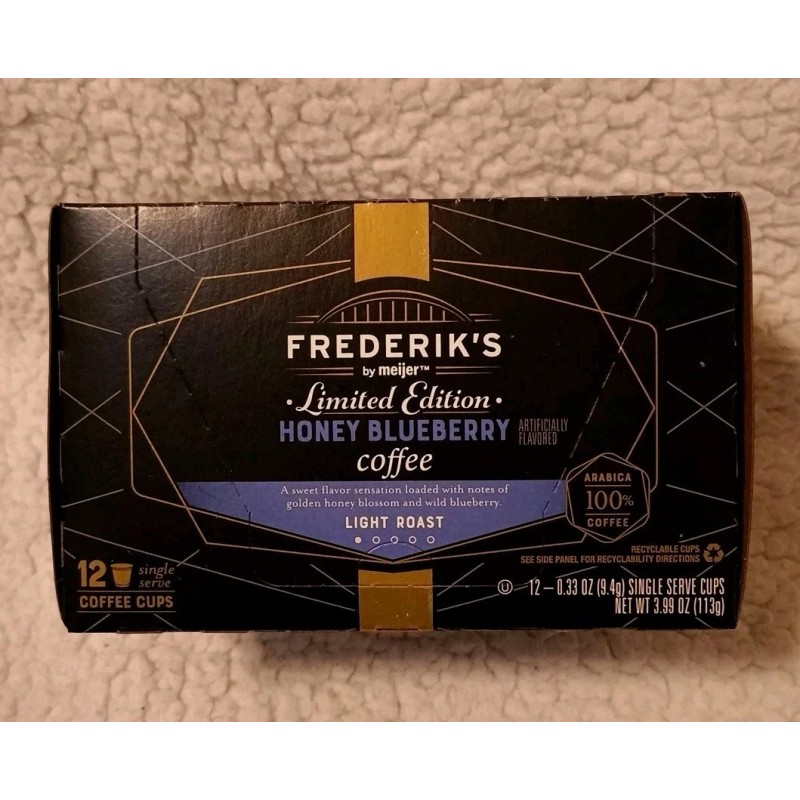 FREDERIK'S
by meijer™
• Limited Edition •
HONEY BLUEBERRY
ARTIFICIALLY
FLAVORED
coffee
A sweet flavor sensation loaded with notes of
golden honey blossom and wild blueberry.
LIGHT ROAST
ARABICA
100%
COFFEE
RECYCLABLE CUPS
SEE SIDE PANEL FOR RECYCLABILITY DIRECTIONS
12 single
serve
COFFEE CUPS
U 12 — 0.33 OZ (9.4g) SINGLE SERVE CUPS
NET WT 3.99 OZ (113g)